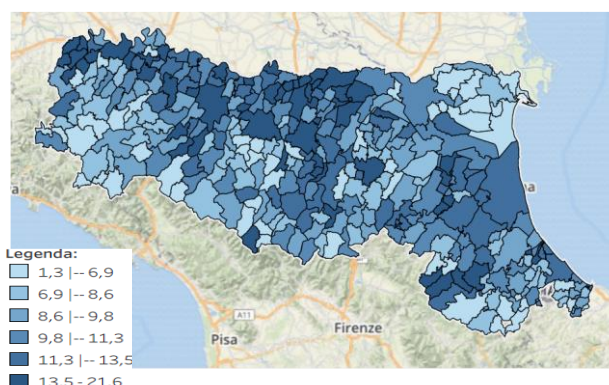 Legenda:
1,3 |-- 6,9
6,9 |-- 8,6
8,6 |-- 9,8
9,8 |-- 11,3
11,3 |-- 13,5
13,5 - 21,6
A11
Pisa
Firenze